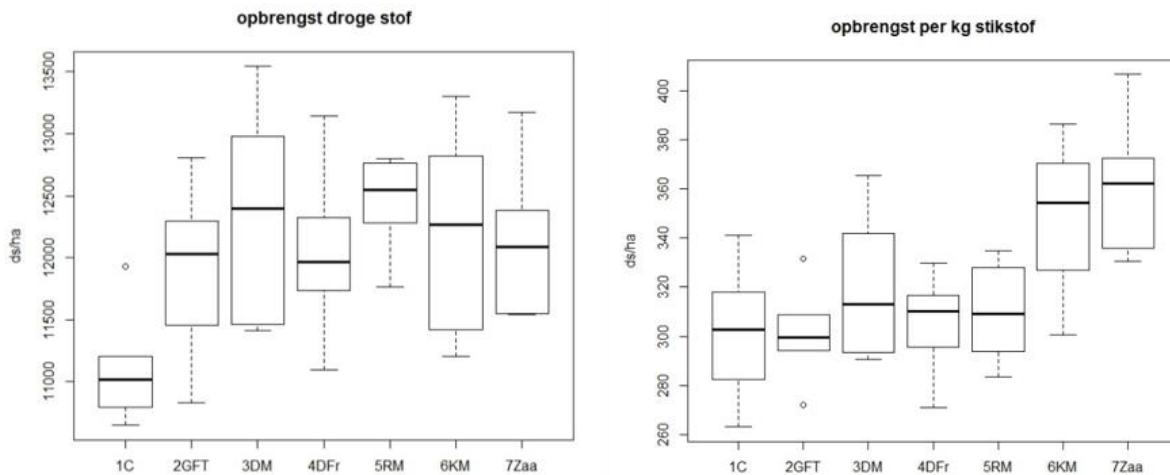 opbrengst droge stof
ds/ha
13500
13000
12500
12000
11500
11000
1C 2GFT 3DM 4DFr 5RM 6KM 7Zaa
opbrengst per kg stikstof
ds/ha
400
380
360
340
320
300
280
260
1C 2GFT 3DM 4DFr 5RM 6KM 7Zaa